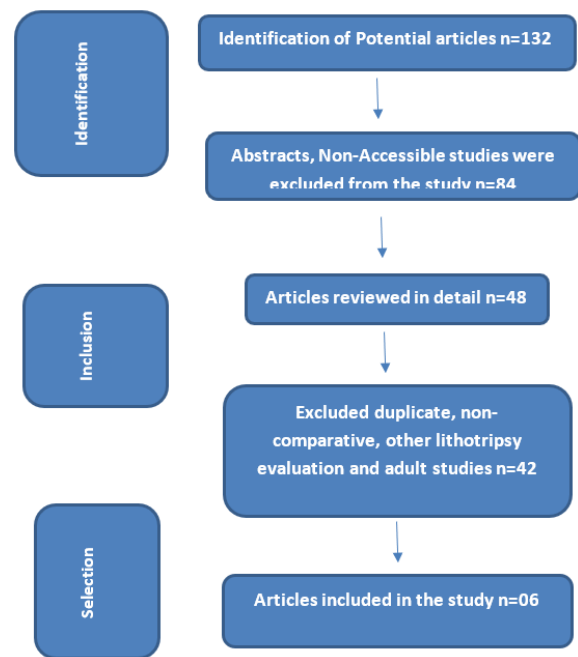 Identification
Identification of Potential articles n=132
Abstracts, Non-Accessible studies were
excluded from the study n=84
Inclusion
Articles reviewed in detail n=48
Excluded duplicate, non-
comparative, other lithotripsy
evaluation and adult studies n=42
Selection
Articles included in the study n=06